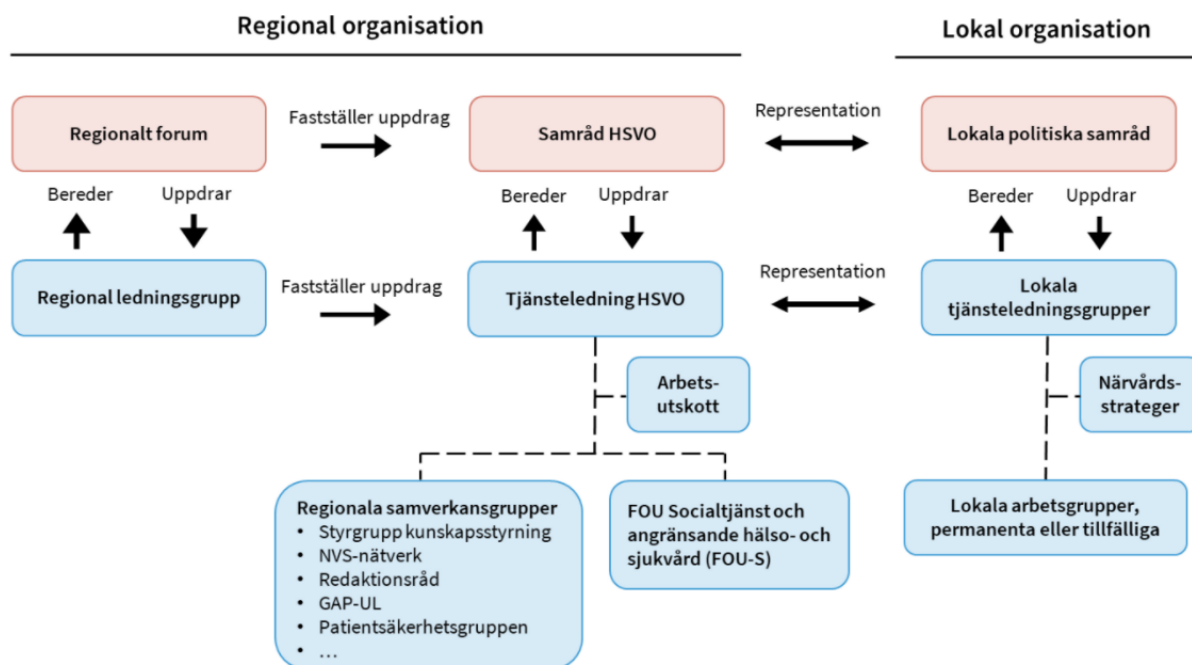 Regional organisation
Lokal organisation
Regionalt forum
Fastställer uppdrag
Samråd HSVO
Representation
Lokala politiska samråd
Bereder
Uppdrar
Bereder
Uppdrar
Bereder
Uppdrar
Regional ledningsgrupp
Fastställer uppdrag
Tjänsteledning HSVO
Representation
Lokala
tjänsteledningsgrupper
Arbets-
utskott
Närvårds-
strateger
Regionala samverkansgrupper
• Styrgrupp kunskapsstyrning
• NVS-nätverk
• Redaktionsråd
• GAP-UL
• Patientsäkerhetsgruppen
• …
FOU Socialtjänst och
angränsande hälso- och
sjukvård (FOU-S)
Lokala arbetsgrupper,
permanenta eller tillfälliga